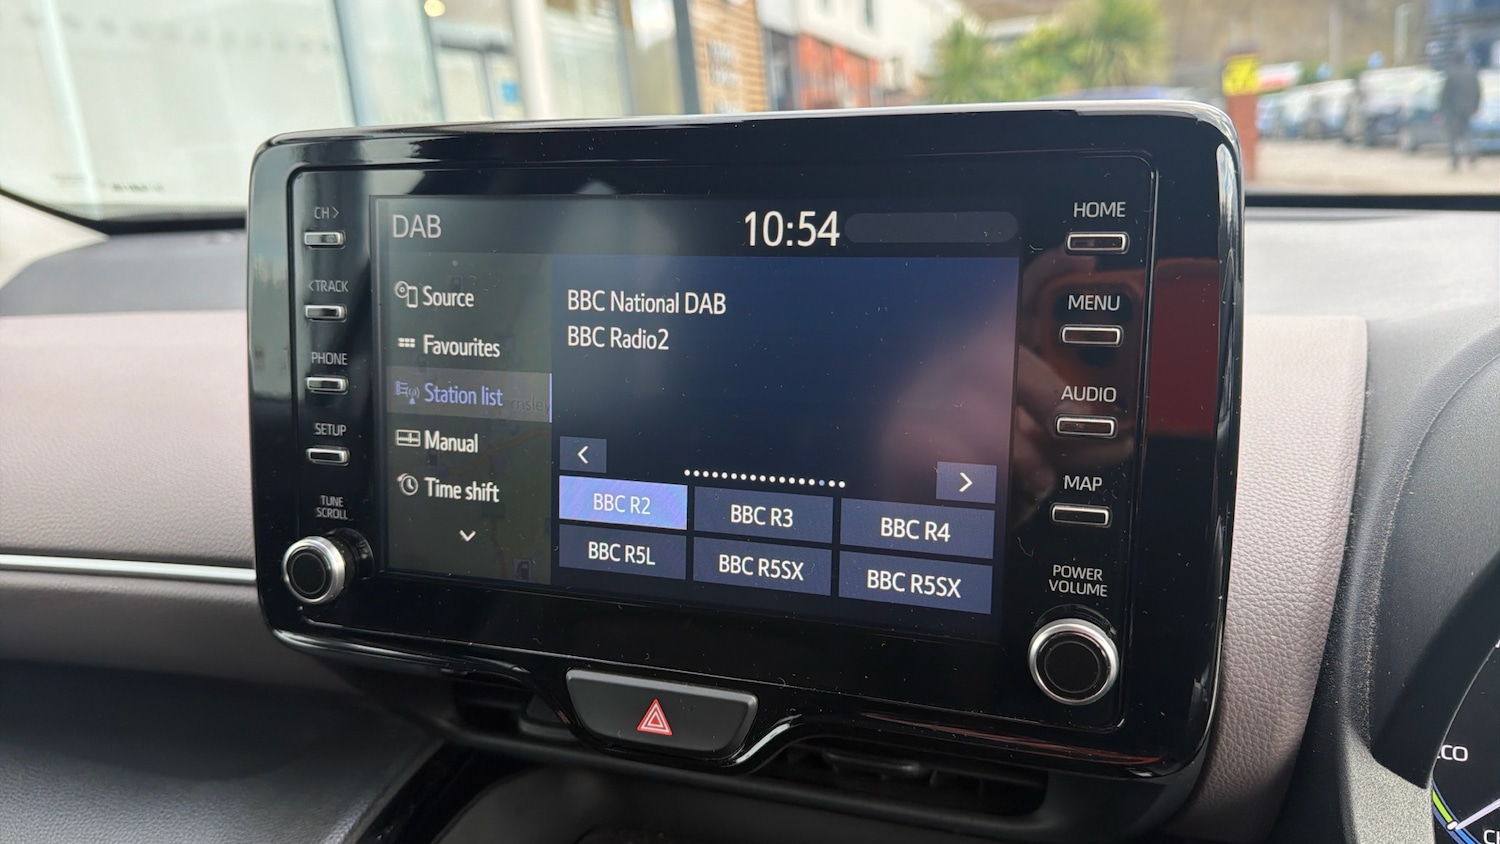 CH>
<TRACK
PHONE
SETUP
TUNE
SCROLL
DAB
10:54
Source
Favourites
Station list
Manual
Time shift
BBC National DAB
BBC Radio2
<
>
BBC R2
BBC R3
BBC R4
BBC R5L
BBC R5SX
BBC R5SX
HOME
MENU
AUDIO
MAP
POWER
VOLUME